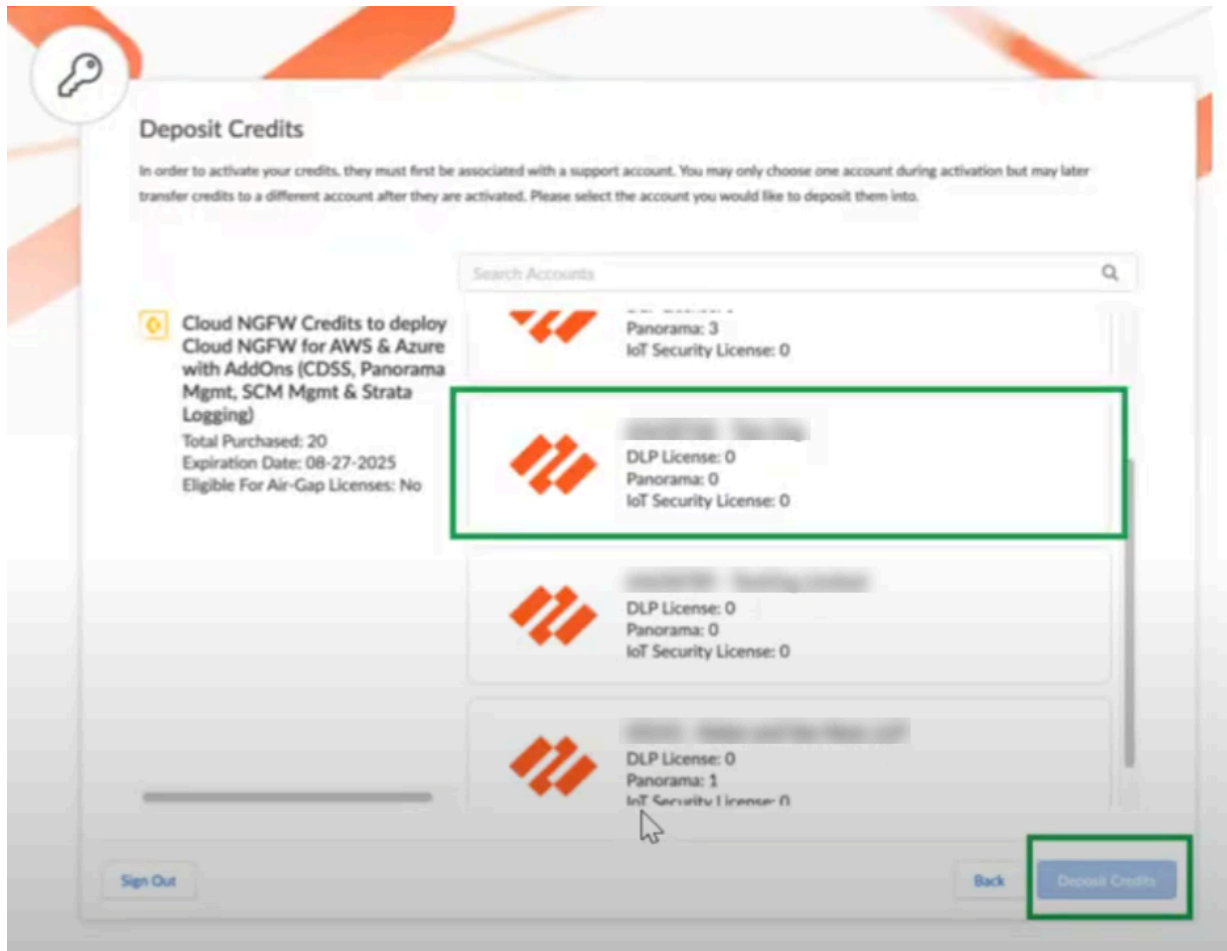 Deposit Credits
In order to activate your credits, they must first be associated with a support account. You may only choose one account during activation but may later
transfer credits to a different account after they are activated. Please select the account you would like to deposit them into.
Search Accounts
Cloud NGFW Credits to deploy
Cloud NGFW for AWS & Azure
with AddOns (CDSS, Panorama
Mgmt, SCM Mgmt & Strata
Logging)
Total Purchased: 20
Expiration Date: 08-27-2025
Eligible For Air-Gap Licenses: No
Panorama: 3
IoT Security License: 0
DLP License: 0
Panorama: 0
IoT Security License: 0
DLP License: 0
Panorama: 0
IoT Security License: 0
DLP License: 0
Panorama: 1
IoT Security License: 0
Sign Out
Back
Deposit Credits